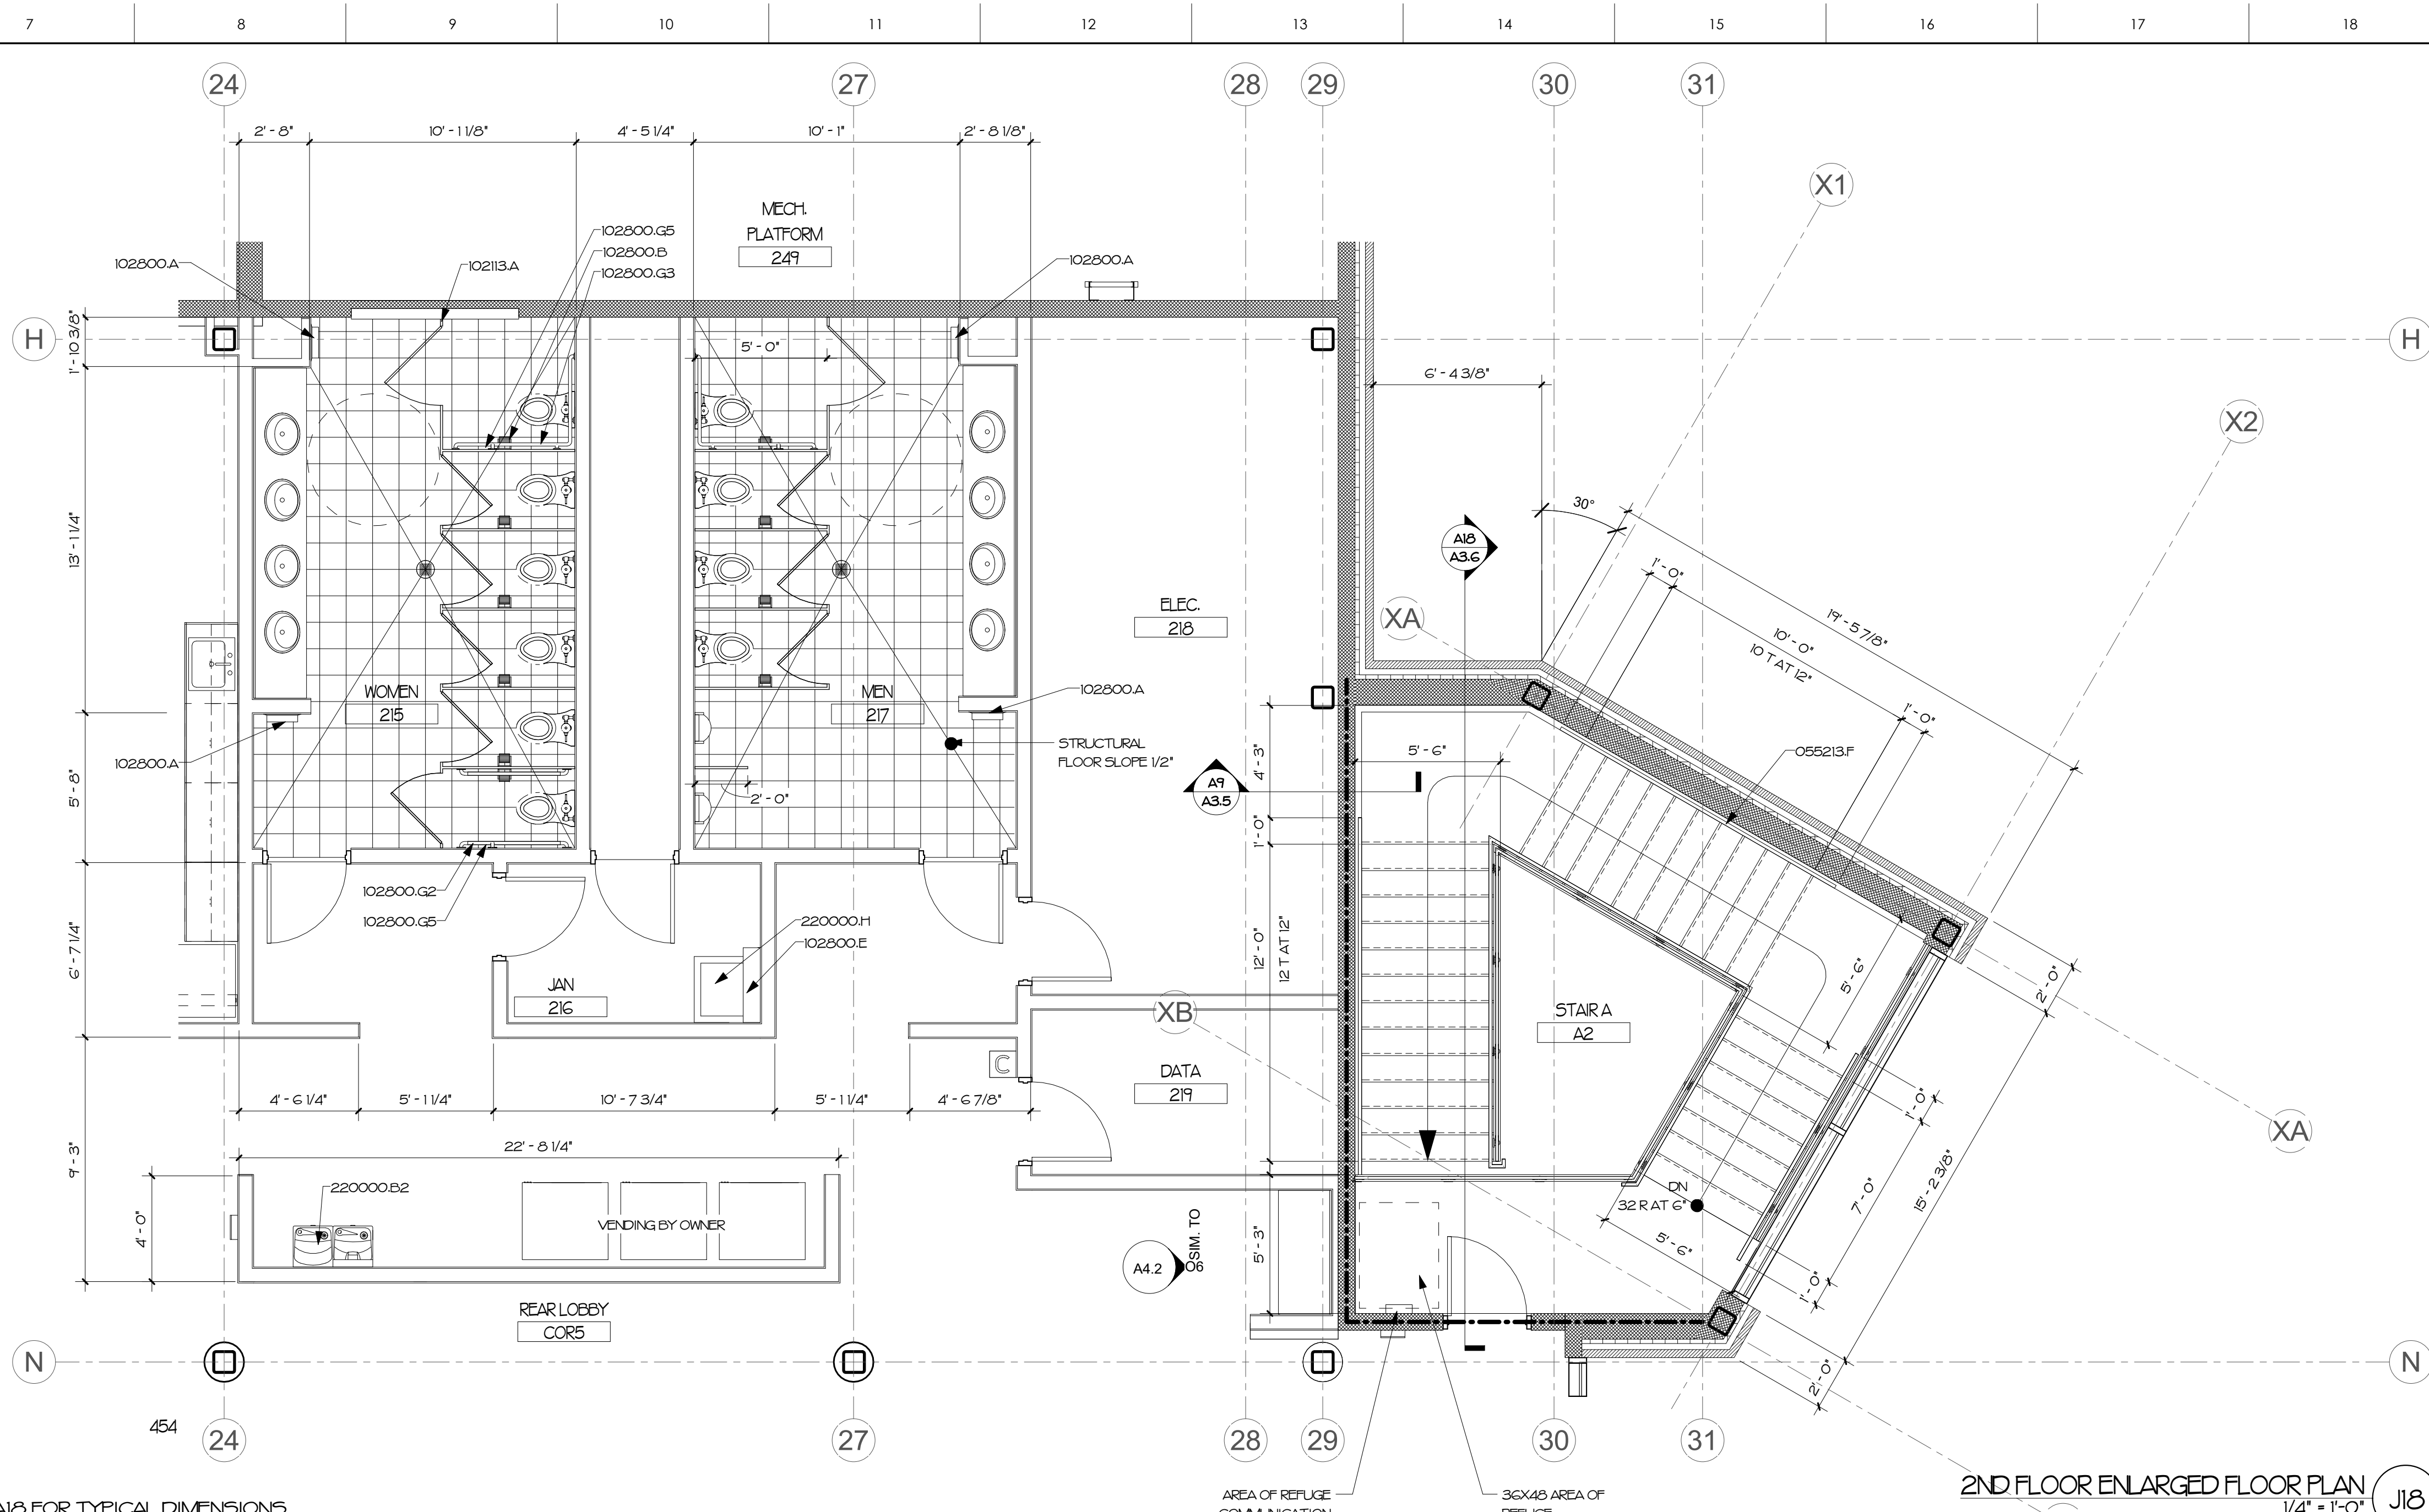 7 8 9 10 11 12 13 14 15 16 17 18
24 27 28 29 30 31
X1
X2
2' - 8" 10' - 1 1/8" 4' - 5 1/4" 10' - 1" 2' - 8 1/8"
MECH.
PLATFORM
249
102800.G5
102800.B
102800.G3
102800.A
102113.A
102800.A
H
H
1' - 10 3/8"
5' - 0"
6' - 4 3/8"
30°
A18
A3.6
13' - 1 1/4"
1' - 0"
10' - 0"
10 T AT 12"
19' - 5 7/8"
1' - 0"
XA
ELEC.
218
WOMEN
215
MEN
217
102800.A
STRUCTURAL
FLOOR SLOPE 1/2"
102800.A
5' - 8"
2' - 0"
4' - 3"
5' - 6"
055213.F
A9
A3.5
1' - 0"
102800.G2
102800.G5
220000.H
102800.E
6' - 7 1/4"
12' - 0"
12 T AT 12"
5' - 6"
2' - 0"
JAN
216
XB
STAIR A
A2
C
DATA
219
4' - 6 1/4" 5' - 1 1/4" 10' - 7 3/4" 5' - 1 1/4" 4' - 6 7/8"
1' - 0"
XA
22' - 8 1/4"
9' - 3"
220000.B2
4' - 0"
VENDING BY OWNER
DN
32 R AT 6"
7' - 0"
15' - 2 3/8"
5' - 6"
5' - 3"
A4.2
SIM. TO
O6
1' - 0"
REAR LOBBY
COR5
N
N
2' - 0"
454
24 27 28 29 30 31
AREA OF REFUGE
COMMUNICATION
36X48 AREA OF
REFUGE
2ND FLOOR ENLARGED FLOOR PLAN
1/4" = 1'-0"
J18
A18 FOR TYPICAL DIMENSIONS